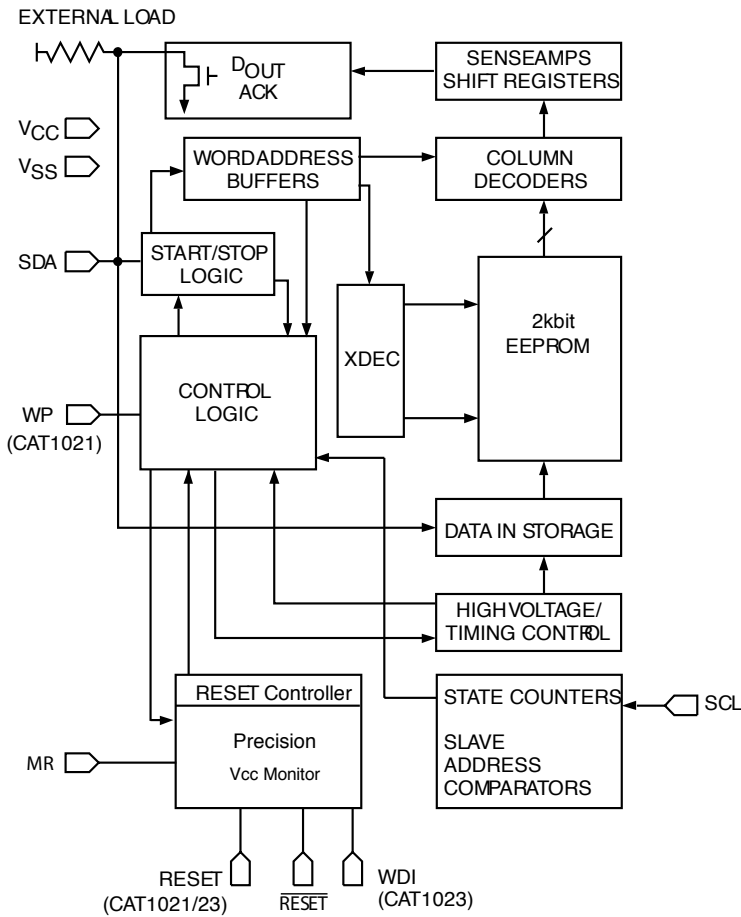 EXTERNAL LOAD
DOUT
ACK
SENSEAMPS
SHIFT REGISTERS
VCC
VSS
WORDADDRESS
BUFFERS
COLUMN
DECODERS
SDA
START/STOP
LOGIC
2kbit
EEPROM
XDEC
CONTROL
LOGIC
WP
(CAT1021)
DATA IN STORAGE
HIGHVOLTAGE/
TIMING CONTROL
RESET Controller
Precision
Vcc Monitor
STATE COUNTERS
SLAVE
ADDRESS
COMPARATORS
SCL
MR
RESET
(CAT1021/23)
RESET
WDI
(CAT1023)